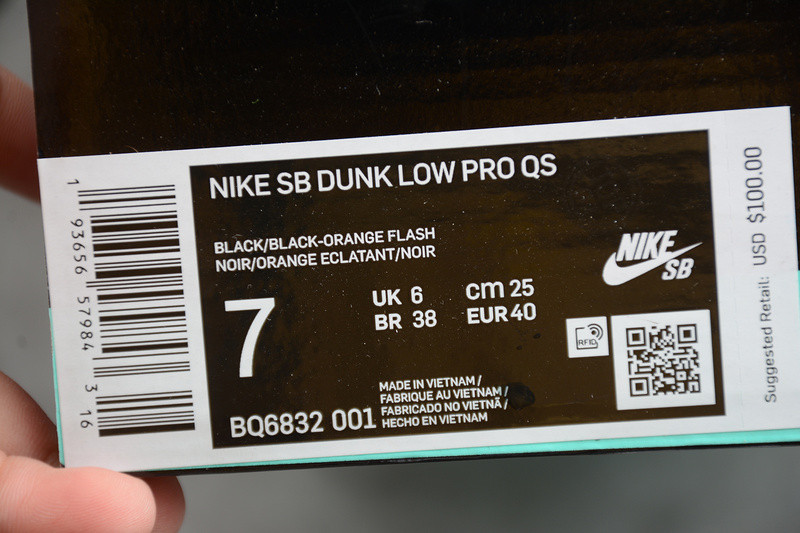 NIKE SB DUNK LOW PRO QS
BLACK/BLACK-ORANGE FLASH
NOIR/ORANGE ECLATANT/NOIR
7
UK 6
cm 25
BR 38
EUR 40
NIKE
SB
RFID
MADE IN VIETNAM /
FABRIQUE AU VIETNAM /
FABRICADO NO VIETNÃ /
HECHO EN VIETNAM
BQ6832 001
1 93656 57984 3 16
Suggested Retail: USD $100.00